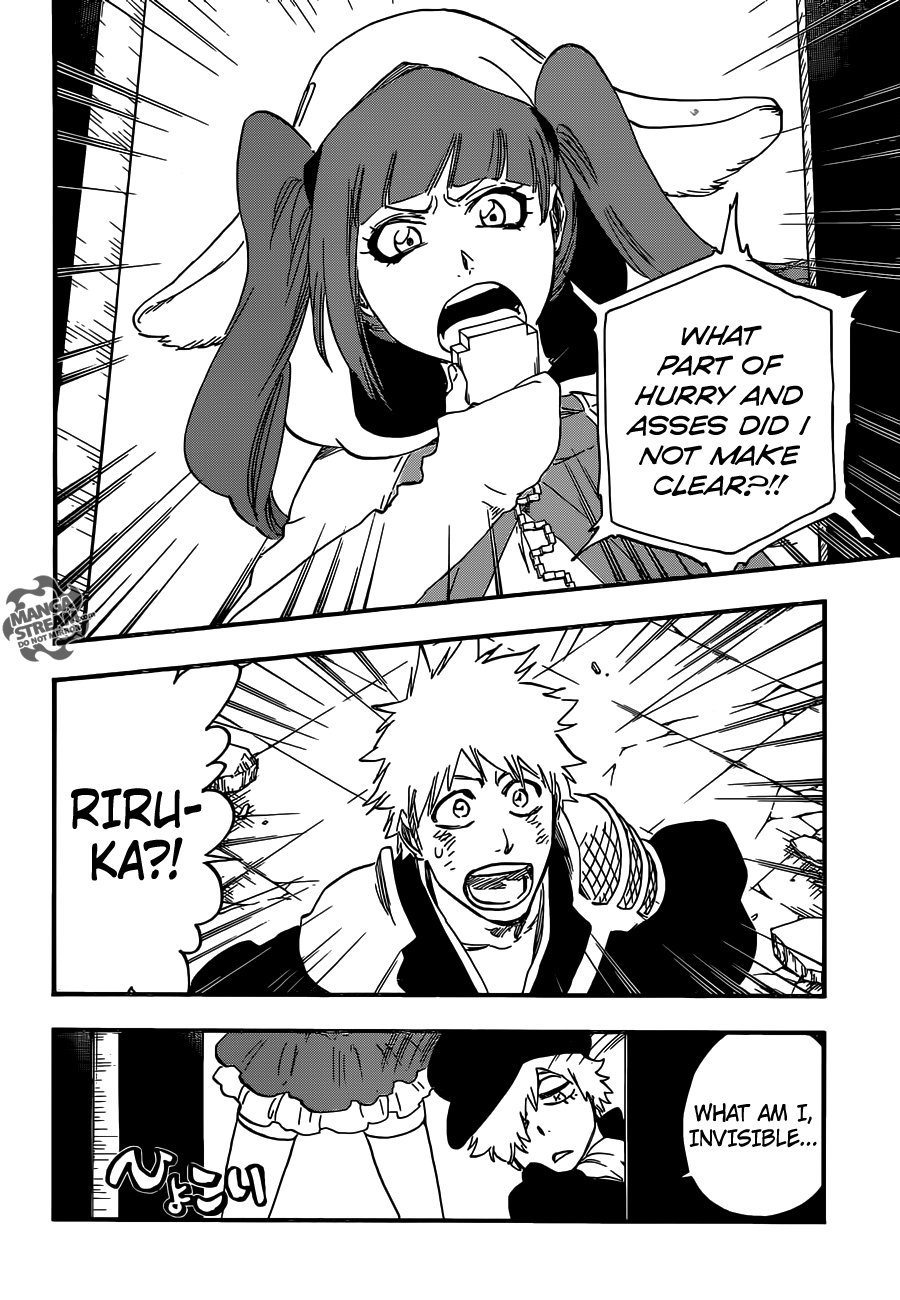 WHAT
PART OF
HURRY AND
ASSES DID I
NOT MAKE
CLEAR?!!
MANGA
STREAM.com
DO NOT MIRROR
RIRU-
KA?!
WHAT AM I,
INVISIBLE...
ひょこり